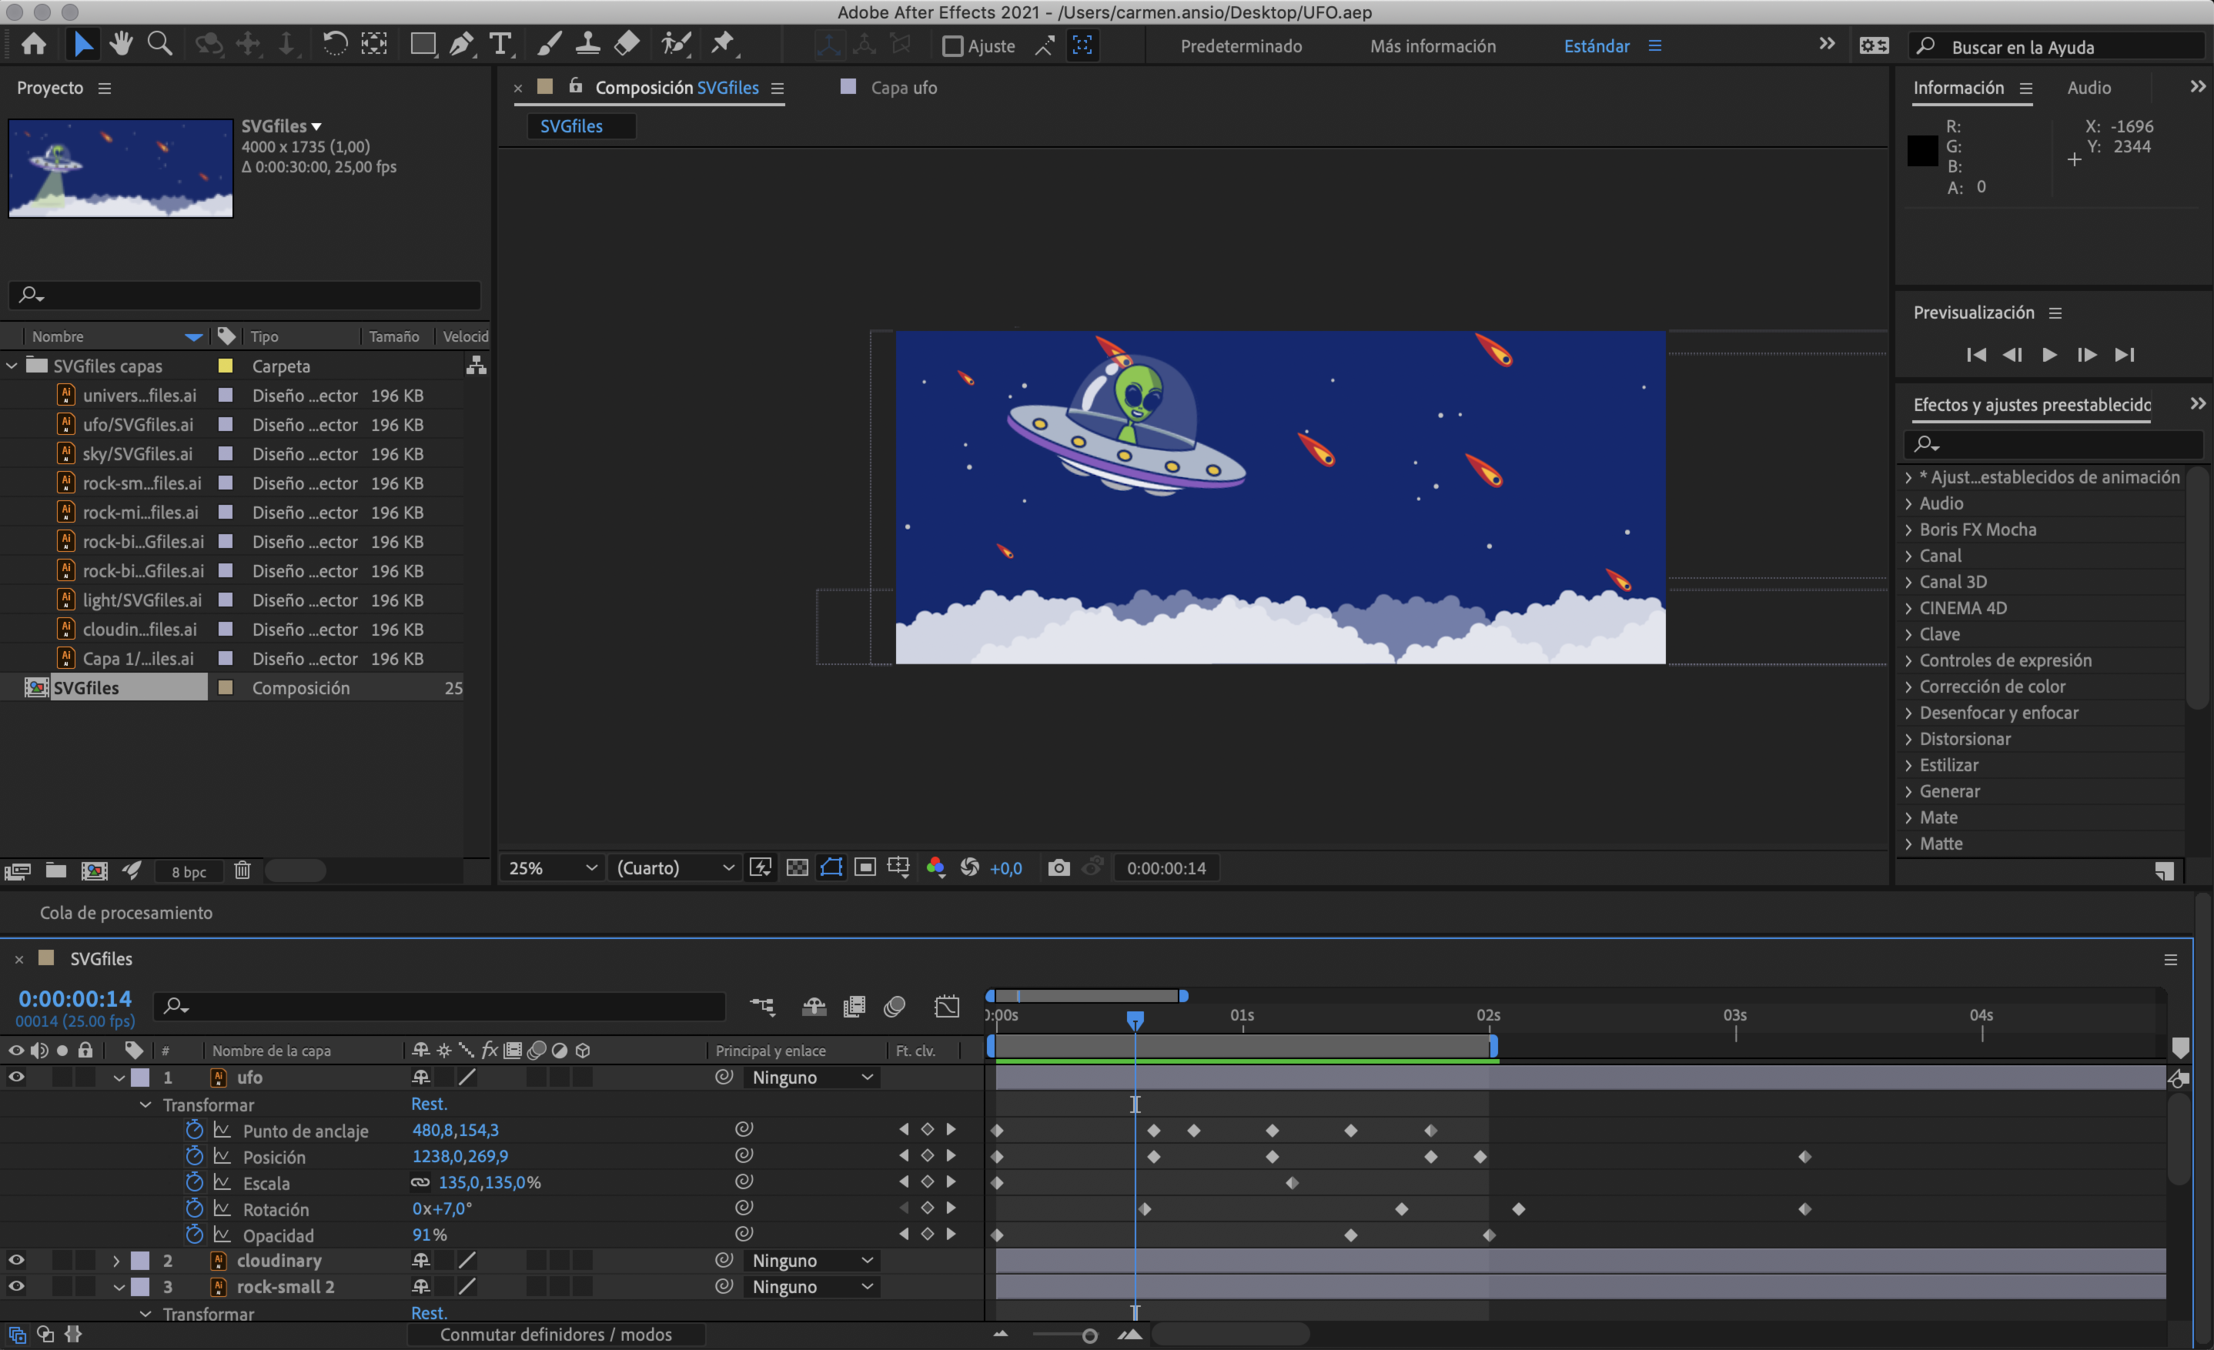 Adobe After Effects 2021 - /Users/carmen.ansio/Desktop/UFO.aep
Ajuste
Predeterminado
Más información
Estándar
Buscar en la Ayuda
Proyecto
SVGfiles
4000 x 1735 (1,00)
Δ 0:00:30:00, 25,00 fps
Nombre
Tipo
Tamaño
Velocid
SVGfiles capas
Carpeta
univers...files.ai Diseño ...ector 196 KB
ufo/SVGfiles.ai Diseño ...ector 196 KB
sky/SVGfiles.ai Diseño ...ector 196 KB
rock-sm...files.ai Diseño ...ector 196 KB
rock-mi...files.ai Diseño ...ector 196 KB
rock-bi...Gfiles.ai Diseño ...ector 196 KB
rock-bi...Gfiles.ai Diseño ...ector 196 KB
light/SVGfiles.ai Diseño ...ector 196 KB
cloudin...files.ai Diseño ...ector 196 KB
Capa 1/...iles.ai Diseño ...ector 196 KB
SVGfiles Composición 25
8 bpc
Composición SVGfiles
Capa ufo
SVGfiles
25%
(Cuarto)
+0,0
0:00:00:14
Información
Audio
R:
G:
B:
A: 0
X: -1696
Y: 2344
Previsualización
Efectos y ajustes preestablecido
* Ajust...establecidos de animación
Audio
Boris FX Mocha
Canal
Canal 3D
CINEMA 4D
Clave
Controles de expresión
Corrección de color
Desenfocar y enfocar
Distorsionar
Estilizar
Generar
Mate
Matte
Cola de procesamiento
SVGfiles
0:00:00:14
00014 (25.00 fps)
):00s 01s 02s 03s 04s
# Nombre de la capa fx Principal y enlace Ft. clv.
1 ufo Ninguno
Transformar Rest.
Punto de anclaje 480,8,154,3
Posición 1238,0,269,9
Escala 135,0,135,0%
Rotación 0x+7,0°
Opacidad 91%
2 cloudinary Ninguno
3 rock-small 2 Ninguno
Transformar Rest.
Conmutar definidores / modos